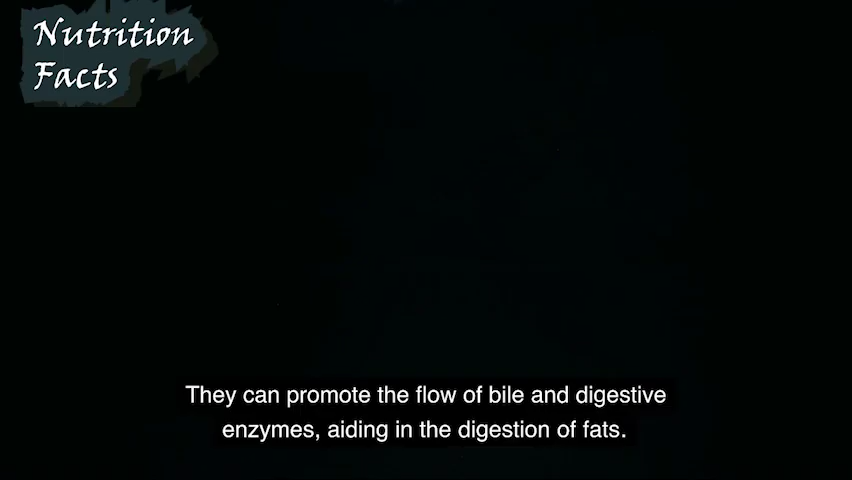 Nutrition
Facts
They can promote the flow of bile and digestive
enzymes, aiding in the digestion of fats.